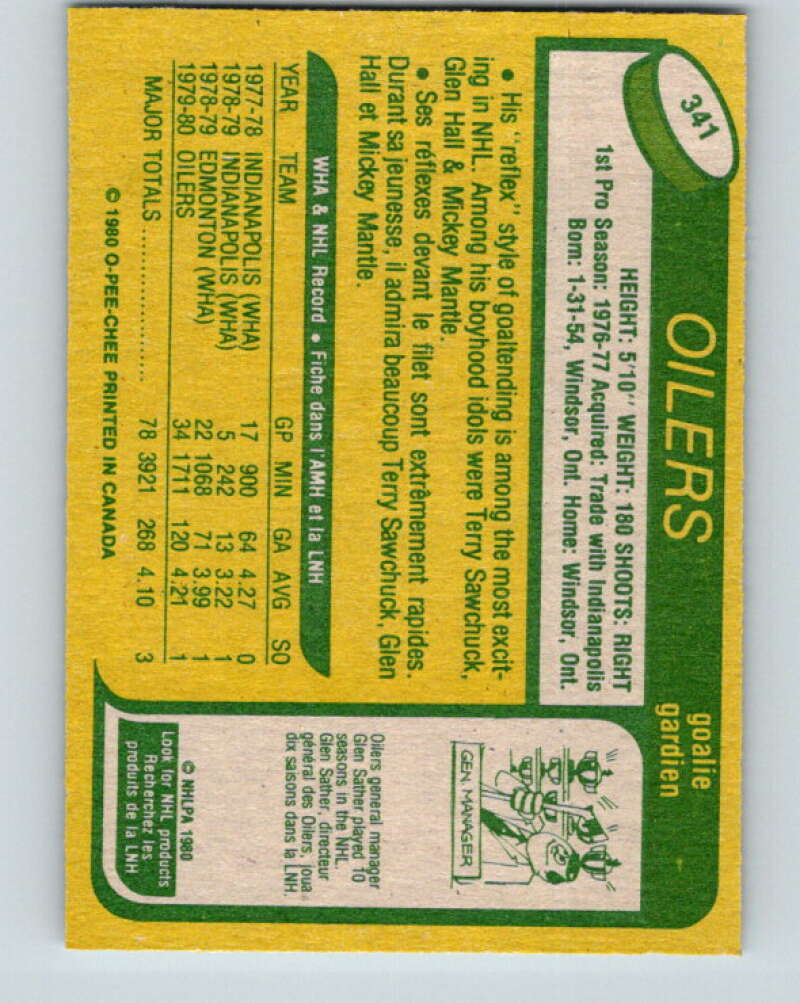 341
OILERS
goalie
gardien
HEIGHT: 5'10" WEIGHT: 180 SHOOTS: RIGHT
1st Pro Season: 1976-77 Acquired: Trade with Indianapolis
Born: 1-31-54, Windsor, Ont. Home: Windsor, Ont.
• His "reflex" style of goaltending is among the most excit-
ing in NHL. Among his boyhood idols were Terry Sawchuck,
Glen Hall & Mickey Mantle.
• Ses réflexes devant le filet sont extrêmement rapides.
Durant sa jeunesse, il admira beaucoup Terry Sawchuck, Glen
Hall et Mickey Mantle.
WHA & NHL Record • Fiche dans l'AMH et la LNH
YEAR TEAM GP MIN GA AVG SO
1977-78 INDIANAPOLIS (WHA) 17 900 64 4.27 0
1978-79 INDIANAPOLIS (WHA) 5 242 13 3.22 1
1978-79 EDMONTON (WHA) 22 1068 71 3.99 1
1979-80 OILERS 34 1711 120 4.21 1
MAJOR TOTALS .................... 78 3921 268 4.10 3
© 1980 O-PEE-CHEE PRINTED IN CANADA
GEN. MANAGER
Oilers general manager
Glen Sather played 10
seasons in the NHL.
Glen Sather, directeur
général des Oilers, joua
dix saisons dans la LNH.
© NHLPA 1980
Look for NHL products
Recherchez les
produits de la LNH